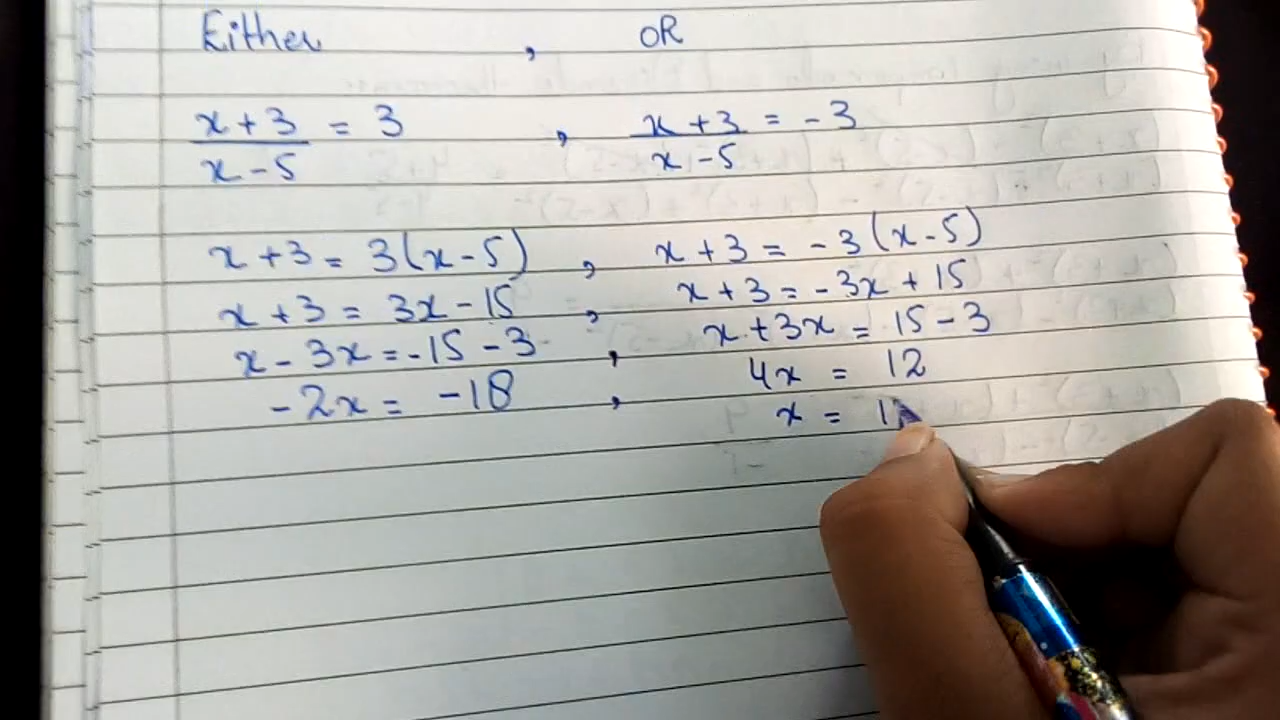 Either , OR
x + 3 / x - 5 = 3 , x + 3 / x - 5 = - 3
x + 3 = 3(x - 5) , x + 3 = - 3(x - 5)
x + 3 = 3x - 15 , x + 3 = - 3x + 15
x - 3x = - 15 - 3 , x + 3x = 15 - 3
- 2x = - 18 , 4x = 12
x = 1